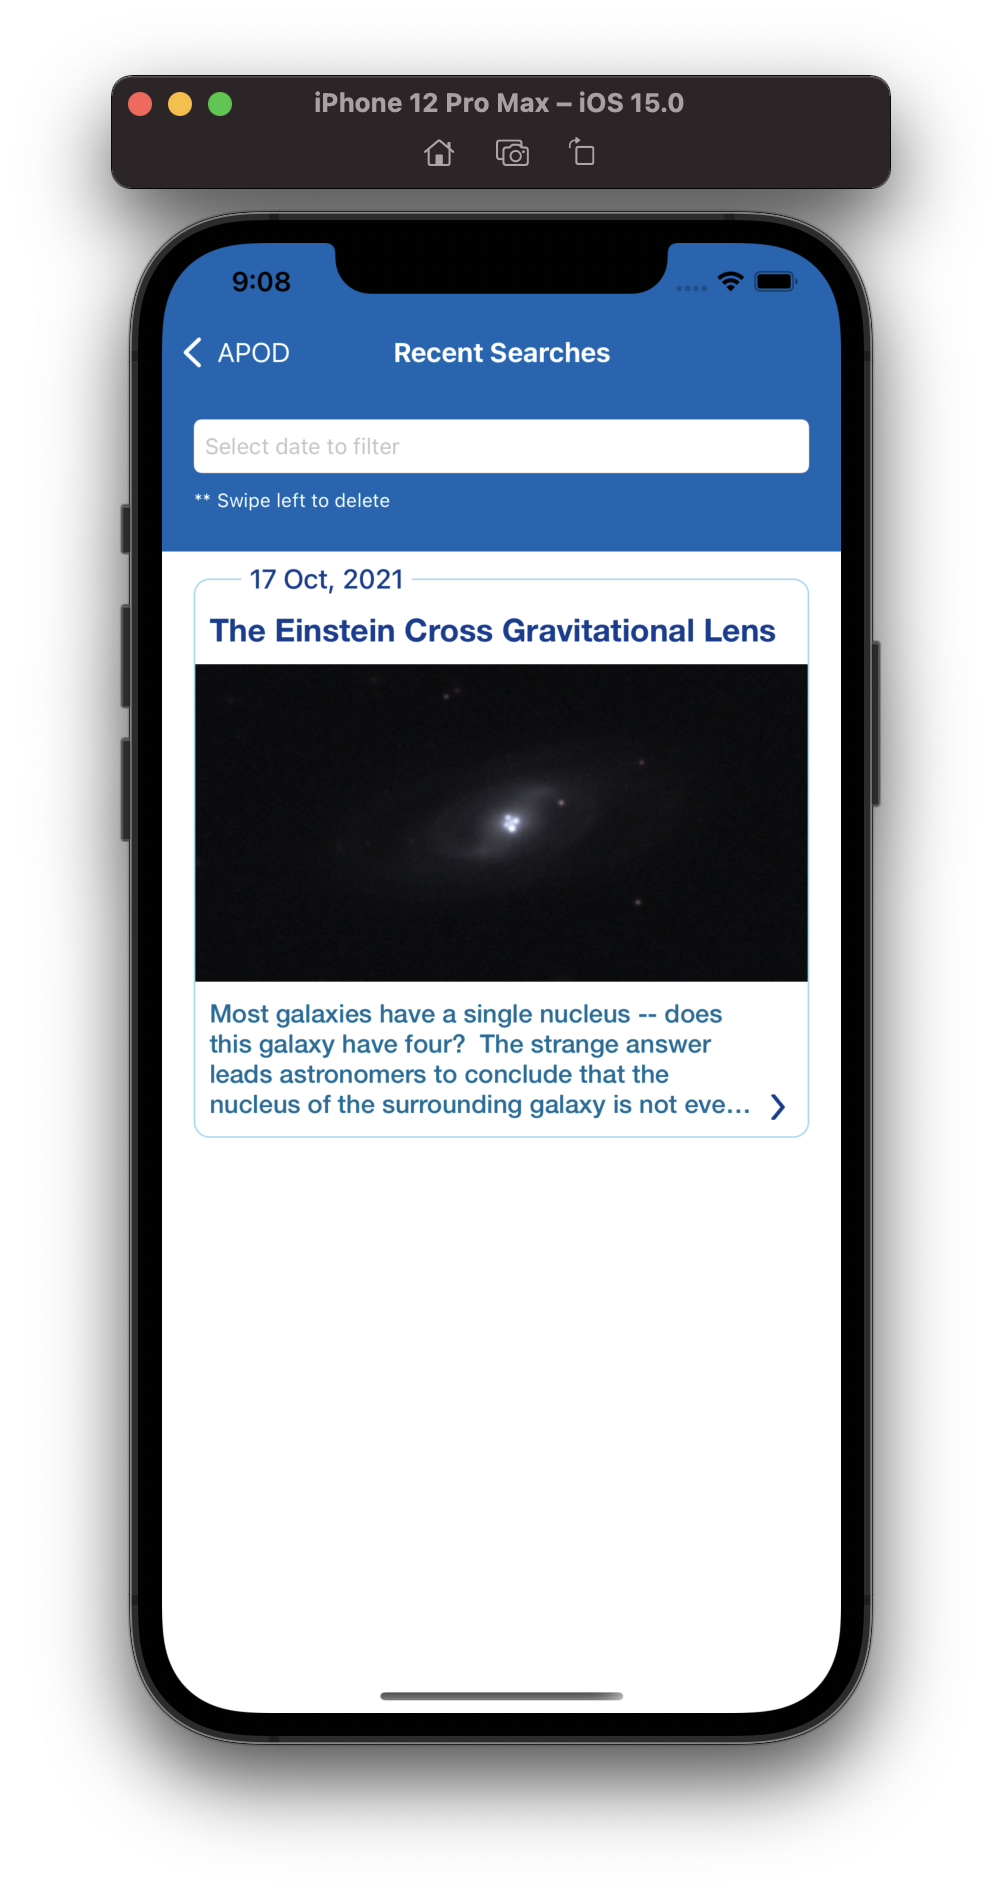 iPhone 12 Pro Max – iOS 15.0
9:08
APOD
Recent Searches
Select date to filter
** Swipe left to delete
17 Oct, 2021
The Einstein Cross Gravitational Lens
Most galaxies have a single nucleus -- does
this galaxy have four?  The strange answer
leads astronomers to conclude that the
nucleus of the surrounding galaxy is not eve...